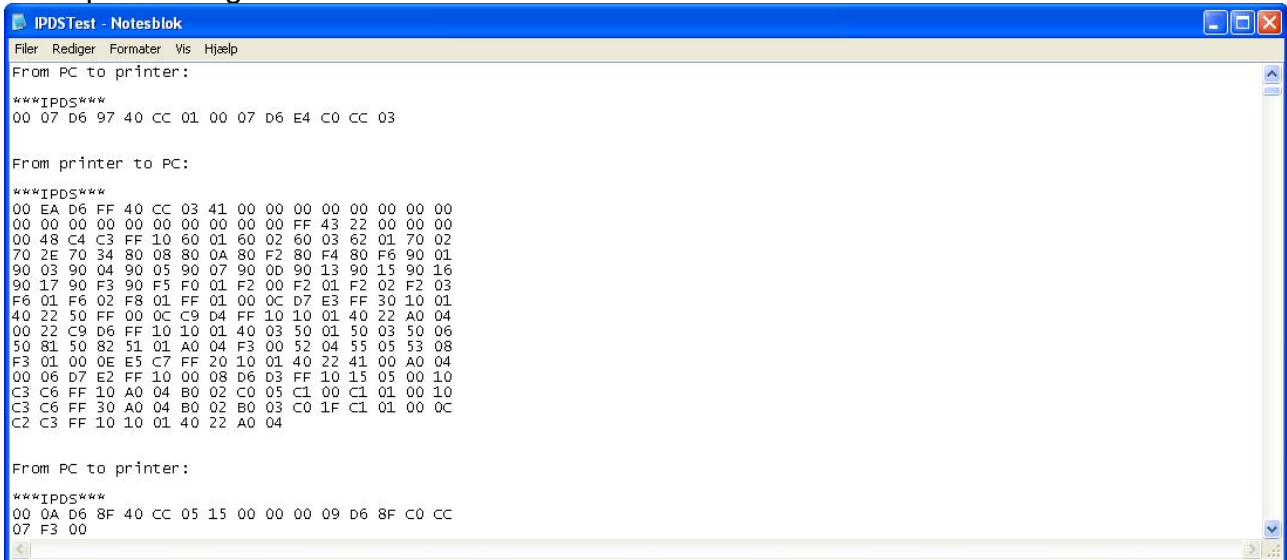 IPDSTest - Notesblok
Filer Rediger Formater Vis Hjælp
From PC to printer:
***IPDS***
00 07 D6 97 40 CC 01 00 07 D6 E4 C0 CC 03
From printer to PC:
***IPDS***
00 EA D6 FF 40 CC 03 41 00 00 00 00 00 00 00 00
00 00 00 00 00 00 00 00 00 00 FF 43 22 00 00 00
00 48 C4 C3 FF 10 60 01 60 02 60 03 62 01 70 02
70 2E 70 34 80 08 80 0A 80 F2 80 F4 80 F6 90 01
90 03 90 04 90 05 90 07 90 0D 90 13 90 15 90 16
90 17 90 F3 90 F5 F0 01 F2 00 F2 01 F2 02 F2 03
F6 01 F6 02 F8 01 FF 01 00 0C D7 E3 FF 30 10 01
40 22 50 FF 00 0C C9 D4 FF 10 10 01 40 22 A0 04
00 22 C9 D6 FF 10 10 01 40 03 50 01 50 03 50 06
50 81 50 82 51 01 A0 04 F3 00 52 04 55 05 53 08
F3 01 00 0E E5 C7 FF 20 10 01 40 22 41 00 A0 04
00 06 D7 E2 FF 10 00 08 D6 D3 FF 10 15 05 00 10
C3 C6 FF 10 A0 04 B0 02 C0 05 C1 00 C1 01 00 10
C3 C6 FF 30 A0 04 B0 02 B0 03 C0 1F C1 01 00 0C
C2 C3 FF 10 10 01 40 22 A0 04
From PC to printer:
***IPDS***
00 0A D6 8F 40 CC 05 15 00 00 00 09 D6 8F C0 CC
07 F3 00